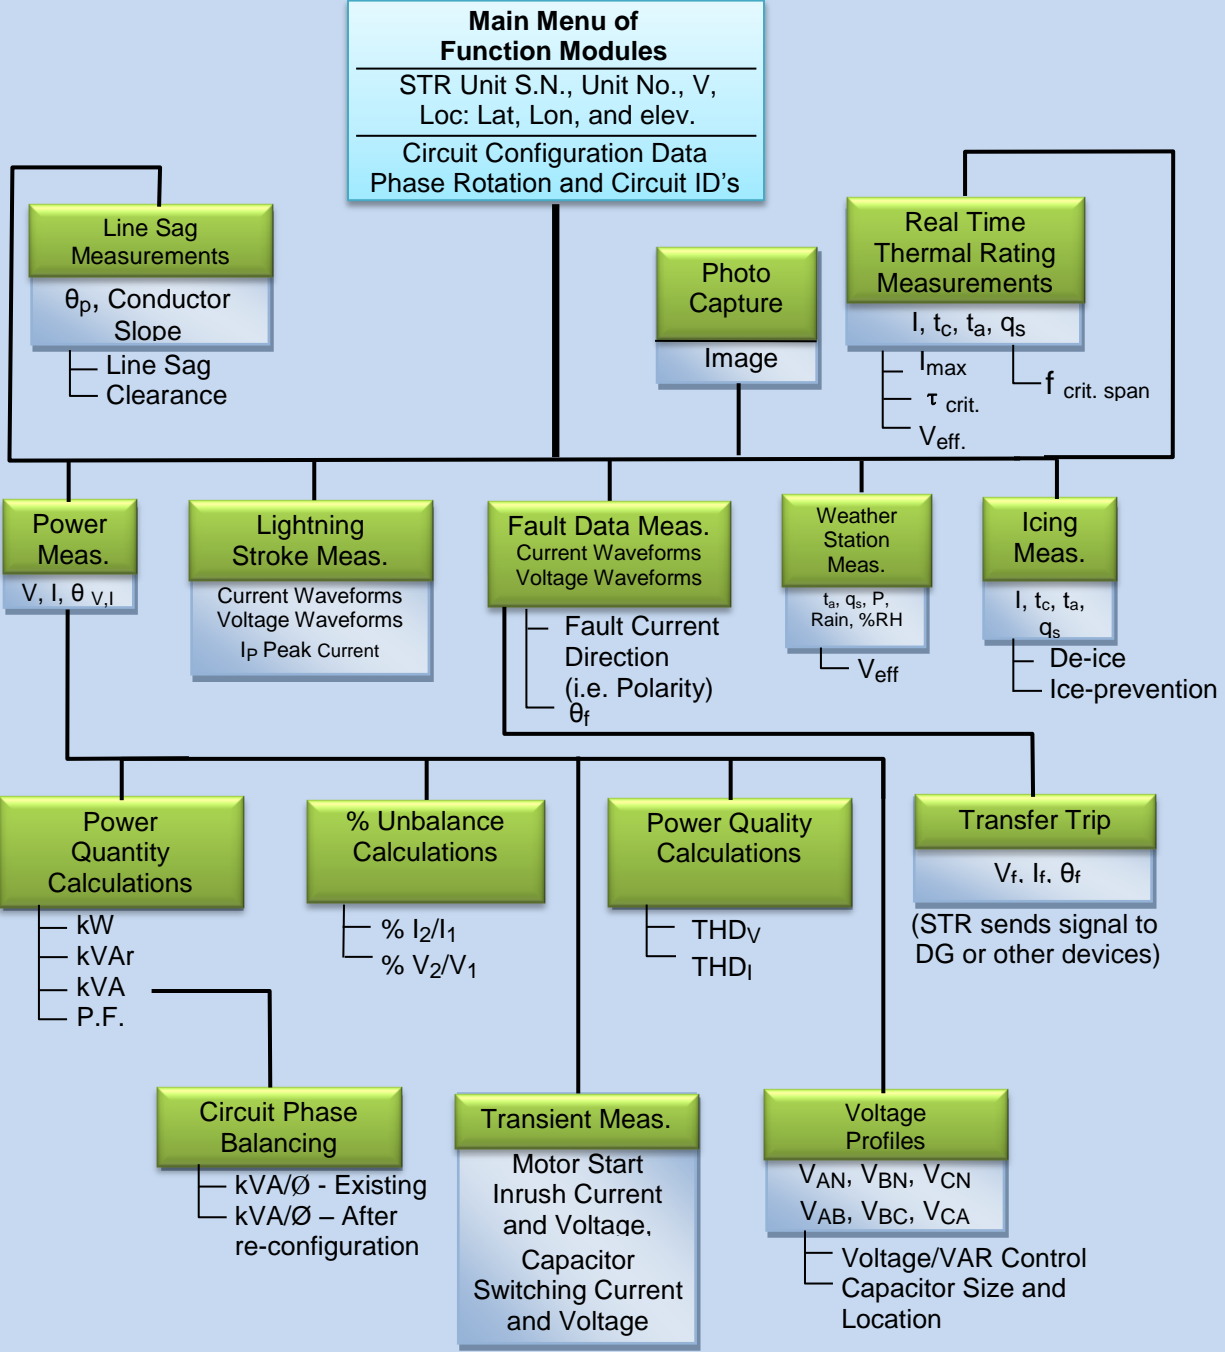 Main Menu of
Function Modules
STR Unit S.N., Unit No., V,
Loc: Lat, Lon, and elev.
Circuit Configuration Data
Phase Rotation and Circuit ID's
Line Sag
Measurements
θp, Conductor
Slope
Line Sag
Clearance
Photo
Capture
Image
Real Time
Thermal Rating
Measurements
I, tc, ta, qs
Imax
τ crit.
Veff.
f crit. span
Power
Meas.
V, I, θ V,I
Lightning
Stroke Meas.
Current Waveforms
Voltage Waveforms
IP Peak Current
Fault Data Meas.
Current Waveforms
Voltage Waveforms
Fault Current
Direction
(i.e. Polarity)
θf
Weather
Station
Meas.
ta, qs, P,
Rain, %RH
Veff
Icing
Meas.
I, tc, ta,
qs
De-ice
Ice-prevention
Power
Quantity
Calculations
kW
kVAr
kVA
P.F.
% Unbalance
Calculations
% I2/I1
% V2/V1
Power Quality
Calculations
THDV
THDI
Transfer Trip
Vf, If, θf
(STR sends signal to
DG or other devices)
Circuit Phase
Balancing
kVA/Ø - Existing
kVA/Ø – After
re-configuration
Transient Meas.
Motor Start
Inrush Current
and Voltage,
Capacitor
Switching Current
and Voltage
Voltage
Profiles
VAN, VBN, VCN
VAB, VBC, VCA
Voltage/VAR Control
Capacitor Size and
Location